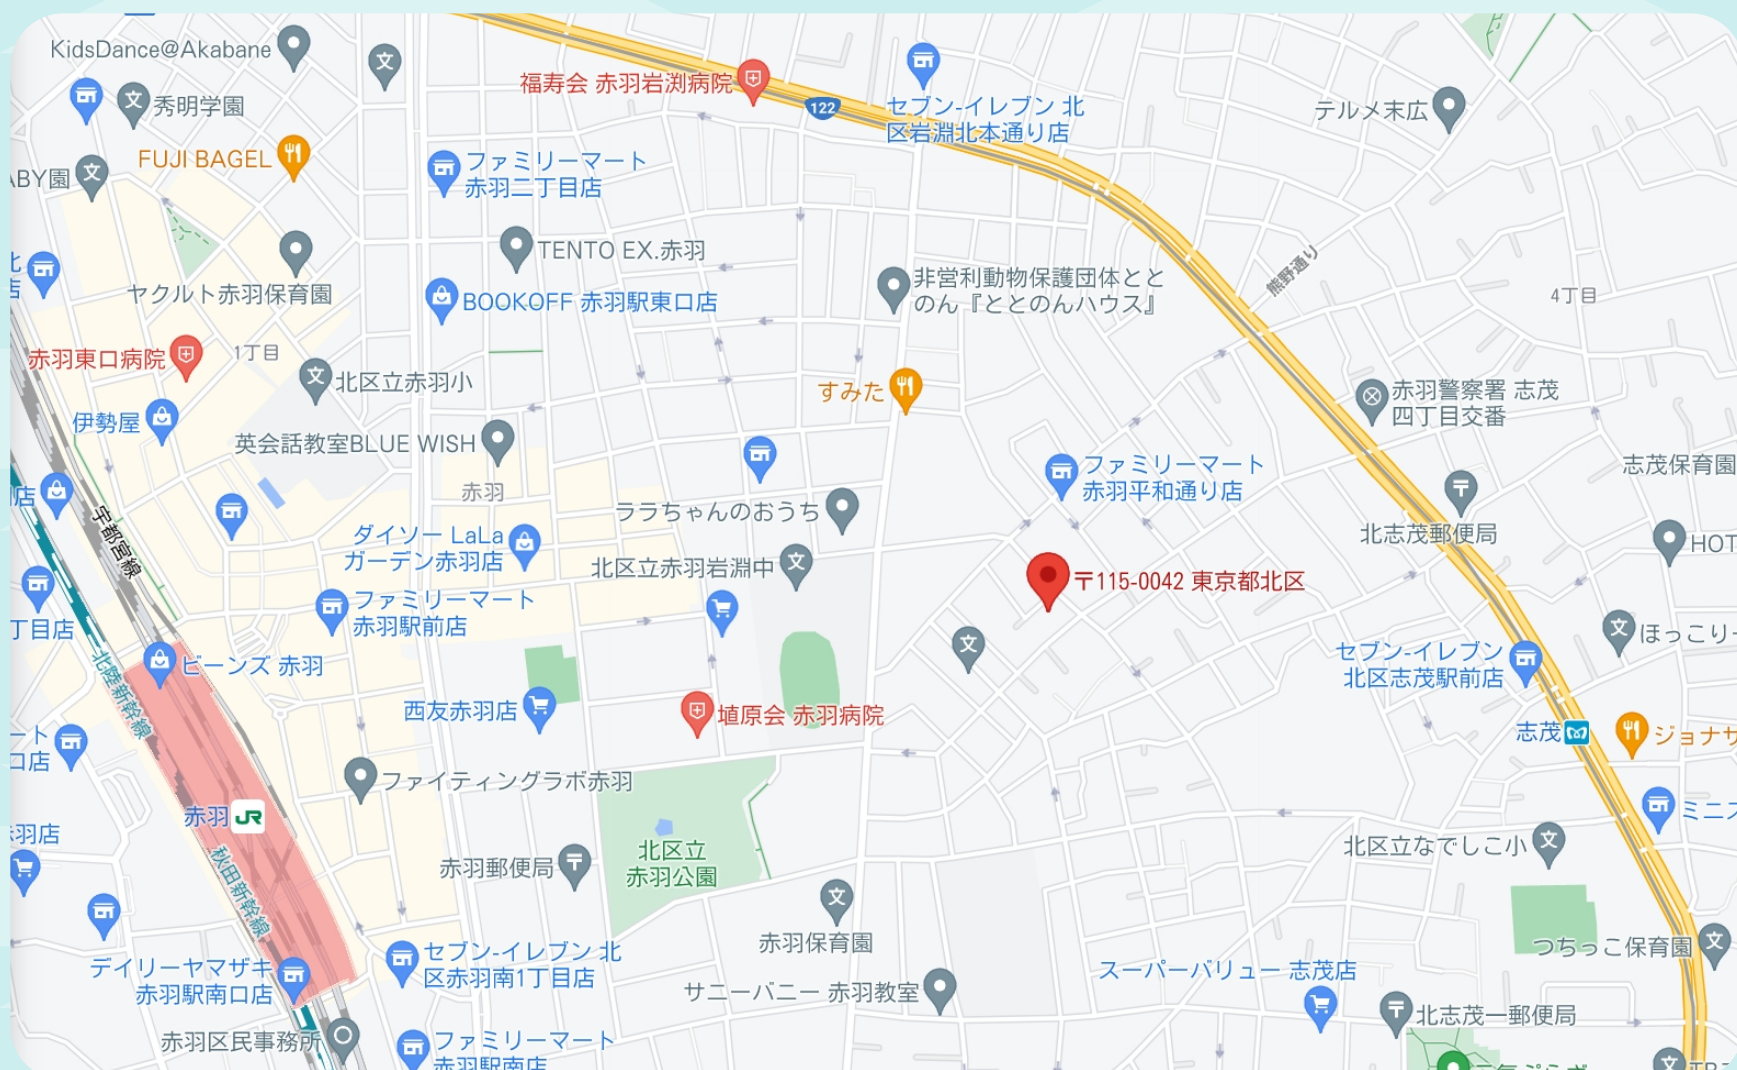 KidsDance@Akabane
福寿会 赤羽岩渕病院
122
セブン-イレブン 北
区岩淵北本通り店
テルメ末広
秀明学園
FUJI BAGEL
ファミリーマート
赤羽二丁目店
ABY園
TENTO EX.赤羽
北
店
ヤクルト赤羽保育園
BOOKOFF 赤羽駅東口店
非営利動物保護団体とと
のん『ととのんハウス』
熊野通り
4丁目
赤羽東口病院
1丁目
北区立赤羽小
すみた
赤羽警察署 志茂
四丁目交番
伊勢屋
英会話教室BLUE WISH
ファミリーマート
赤羽平和通り店
志茂保育園
赤羽
店
ララちゃんのおうち
宇都宮線
ダイソー LaLa
ガーデン赤羽店
北志茂郵便局
HOT
北区立赤羽岩淵中
〒115-0042 東京都北区
ファミリーマート
赤羽駅前店
丁目店
ほっこり
ビーンズ 赤羽
北陸新幹線
セブン-イレブン
北区志茂駅前店
西友赤羽店
埴原会 赤羽病院
志茂
ジョナサ
ート
口店
ファイティングラボ赤羽
赤羽
JR
ミニス
羽店
北区立
赤羽公園
北区立なでしこ小
赤羽郵便局
秋田新幹線
赤羽保育園
つちっこ保育園
セブン-イレブン 北
区赤羽南1丁目店
デイリーヤマザキ
赤羽駅南口店
スーパーバリュー 志茂店
サニーバニー 赤羽教室
北志茂一郵便局
赤羽区民事務所
ファミリーマート
赤羽駅南店